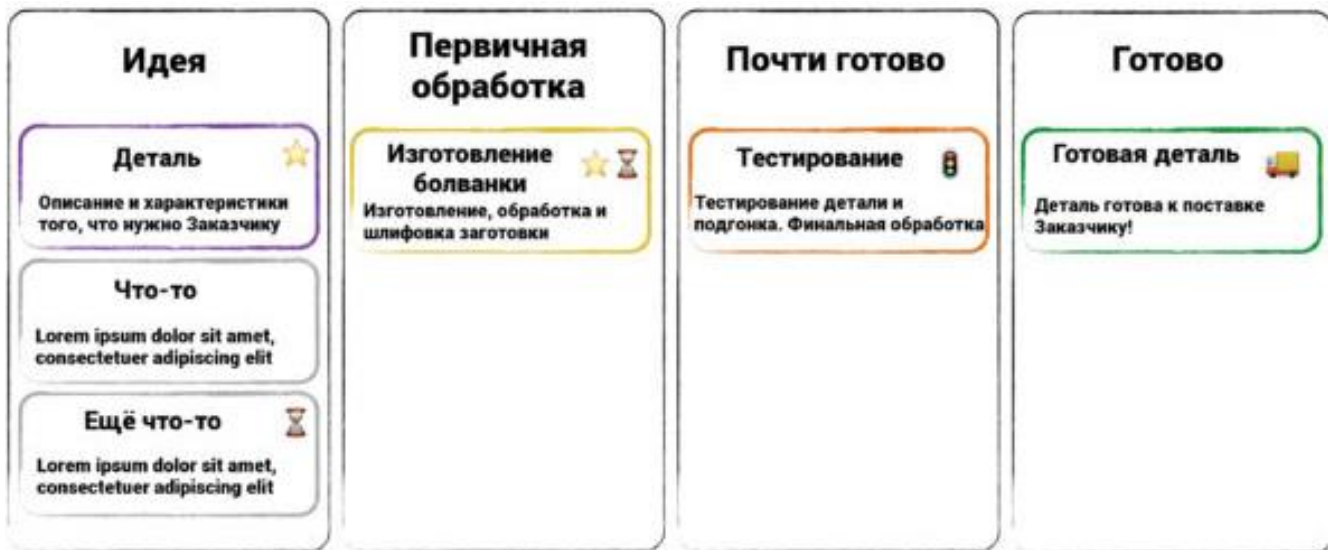 Идея
Деталь
Описание и характеристики
того, что нужно Заказчику
Что-то
Lorem ipsum dolor sit amet,
consectetuer adipiscing elit
Ещё что-то
Lorem ipsum dolor sit amet,
consectetuer adipiscing elit
Первичная
обработка
Изготовление
болванки
Изготовление, обработка и
шлифовка заготовки
Почти готово
Тестирование
Тестирование детали и
подгонка. Финальная обработка
Готово
Готовая деталь
Деталь готова к поставке
Заказчику!